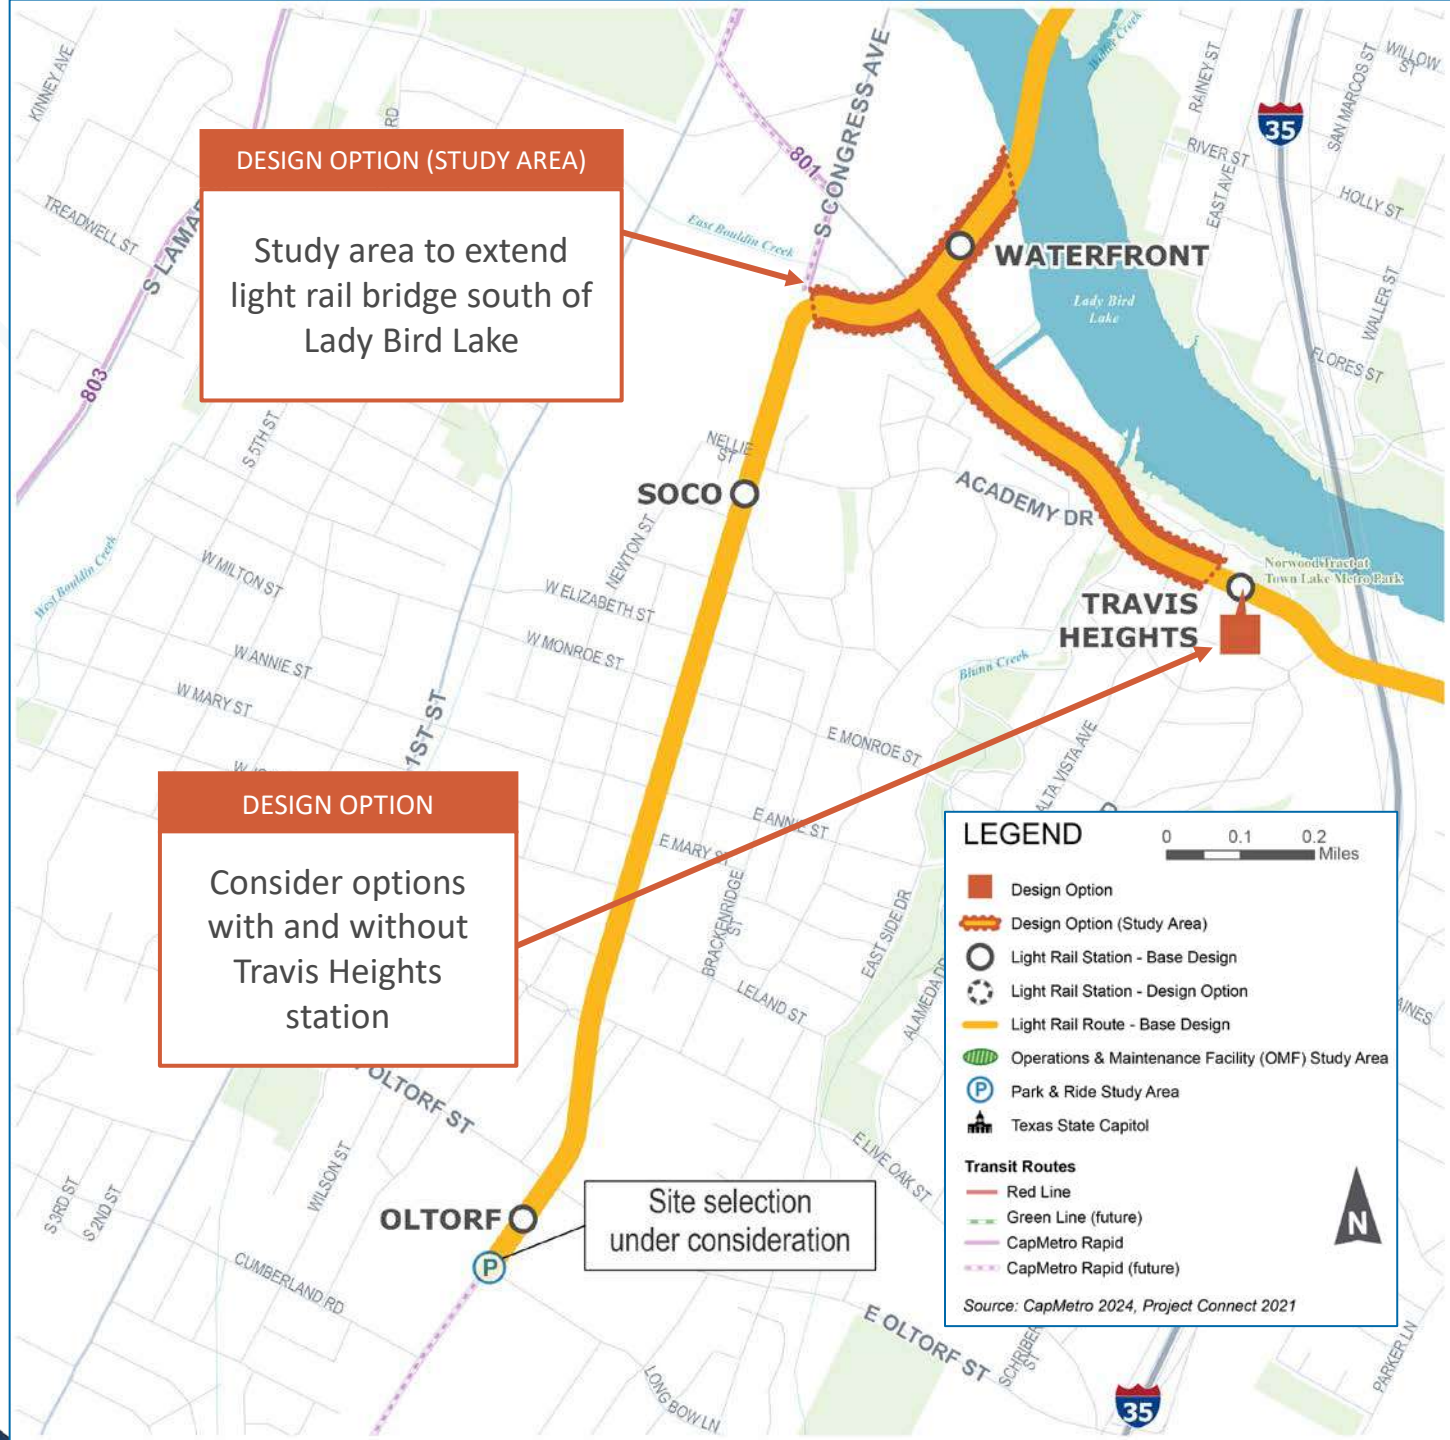 KINNEY AVE
TREADWELL ST
S LAMAR
803
RD
801
S CONGRESS AVE
East Bouldin Creek
Waller Creek
RAINEY ST
RIVER ST
EAST AVE
35
SAN MARCOS ST
WILLOW
ST
HOLLY ST
WALLER ST
FLORES ST
DESIGN OPTION (STUDY AREA)
Study area to extend
light rail bridge south of
Lady Bird Lake
WATERFRONT
Lady Bird
Lake
S 5TH ST
NELLIE
ST
SOCO
NEWTON ST
ACADEMY DR
Norwood Tract at
Town Lake Metro Park
TRAVIS
HEIGHTS
West Bouldin Creek
W MILTON ST
W ELIZABETH ST
W MONROE ST
W ANNIE ST
W MARY ST
1ST ST
Blunn Creek
E MONROE ST
ALTA VISTA AVE
E ANNIE ST
E MARY ST
BRACKENRIDGE
ST
EAST SIDE DR
LELAND ST
ALAMEDA DR
DESIGN OPTION
Consider options
with and without
Travis Heights
station
OLTORF ST
WILSON ST
S 3RD ST
S 2ND ST
CUMBERLAND RD
OLTORF
P
Site selection
under consideration
E LIVE OAK ST
E OLTORF ST
LONG BOW LN
PARKER LN
35
LEGEND
0 0.1 0.2
Miles
Design Option
Design Option (Study Area)
Light Rail Station - Base Design
Light Rail Station - Design Option
Light Rail Route - Base Design
Operations & Maintenance Facility (OMF) Study Area
P Park & Ride Study Area
Texas State Capitol
Transit Routes
Red Line
Green Line (future)
CapMetro Rapid
CapMetro Rapid (future)
N
Source: CapMetro 2024, Project Connect 2021